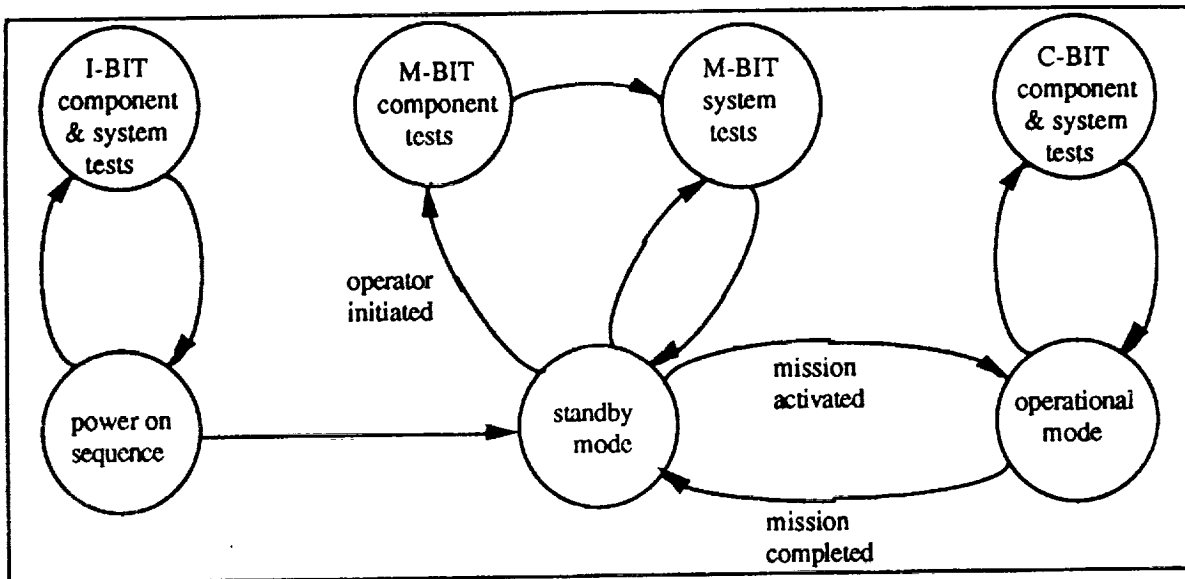 I-BIT
component
& system
tests
M-BIT
component
tests
M-BIT
system
tests
C-BIT
component
& system
tests
operator
initiated
power on
sequence
standby
mode
mission
activated
operational
mode
mission
completed